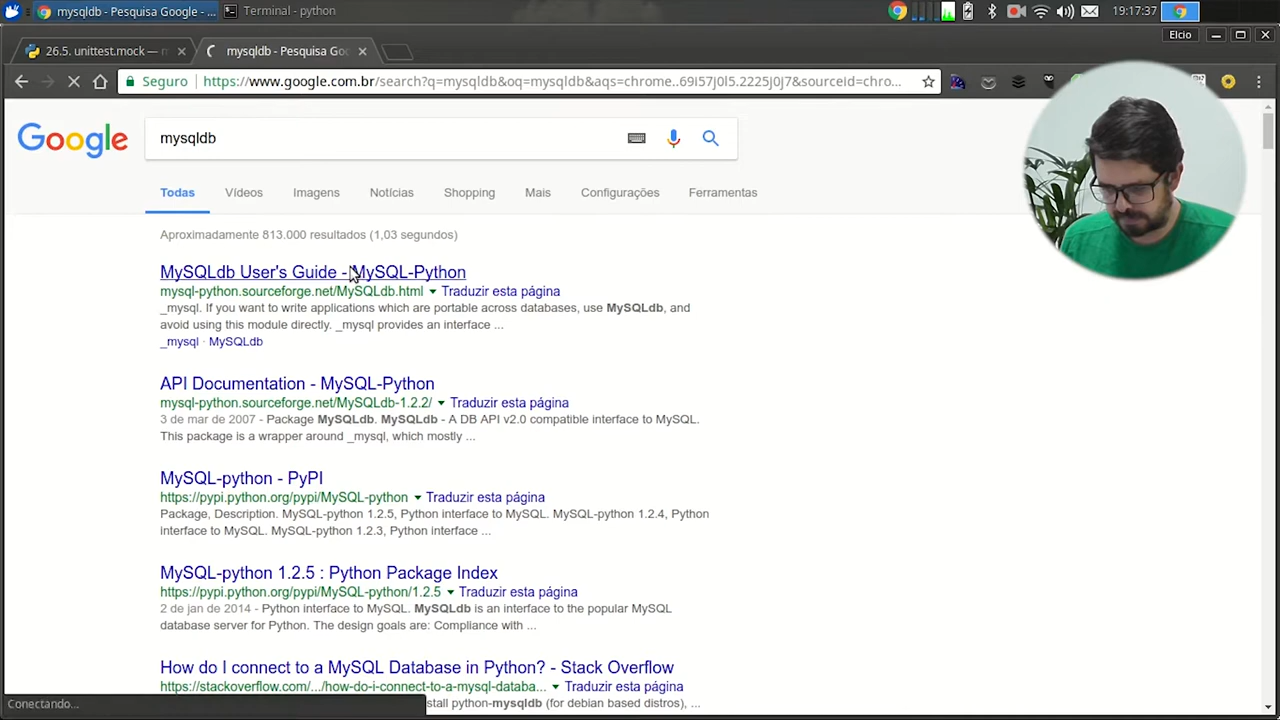 mysqldb - Pesquisa Google - ...
Terminal - python
19:17:37
26.5. unittest.mock — m
mysqldb - Pesquisa Goo
Elcio
Seguro
https://www.google.com.br/search?q=mysqldb&oq=mysqldb&aqs=chrome..69i57j0l5.2225j0j7&sourceid=chro...
Google
mysqldb
Todas
Vídeos
Imagens
Notícias
Shopping
Mais
Configurações
Ferramentas
Aproximadamente 813.000 resultados (1,03 segundos)
MySQLdb User's Guide - MySQL-Python
mysql-python.sourceforge.net/MySQLdb.html Traduzir esta página
_mysql. If you want to write applications which are portable across databases, use MySQLdb, and
avoid using this module directly. _mysql provides an interface ...
_mysql · MySQLdb
API Documentation - MySQL-Python
mysql-python.sourceforge.net/MySQLdb-1.2.2/ Traduzir esta página
3 de mar de 2007 - Package MySQLdb. MySQLdb - A DB API v2.0 compatible interface to MySQL.
This package is a wrapper around _mysql, which mostly ...
MySQL-python - PyPI
https://pypi.python.org/pypi/MySQL-python Traduzir esta página
Package, Description. MySQL-python 1.2.5, Python interface to MySQL. MySQL-python 1.2.4, Python
interface to MySQL. MySQL-python 1.2.3, Python interface ...
MySQL-python 1.2.5 : Python Package Index
https://pypi.python.org/pypi/MySQL-python/1.2.5 Traduzir esta página
2 de jan de 2014 - Python interface to MySQL. MySQLdb is an interface to the popular MySQL
database server for Python. The design goals are: Compliance with ...
How do I connect to a MySQL Database in Python? - Stack Overflow
https://stackoverflow.com/.../how-do-i-connect-to-a-mysql-databa... Traduzir esta página
Conectando...
python-mysqldb (for debian based distros), ...